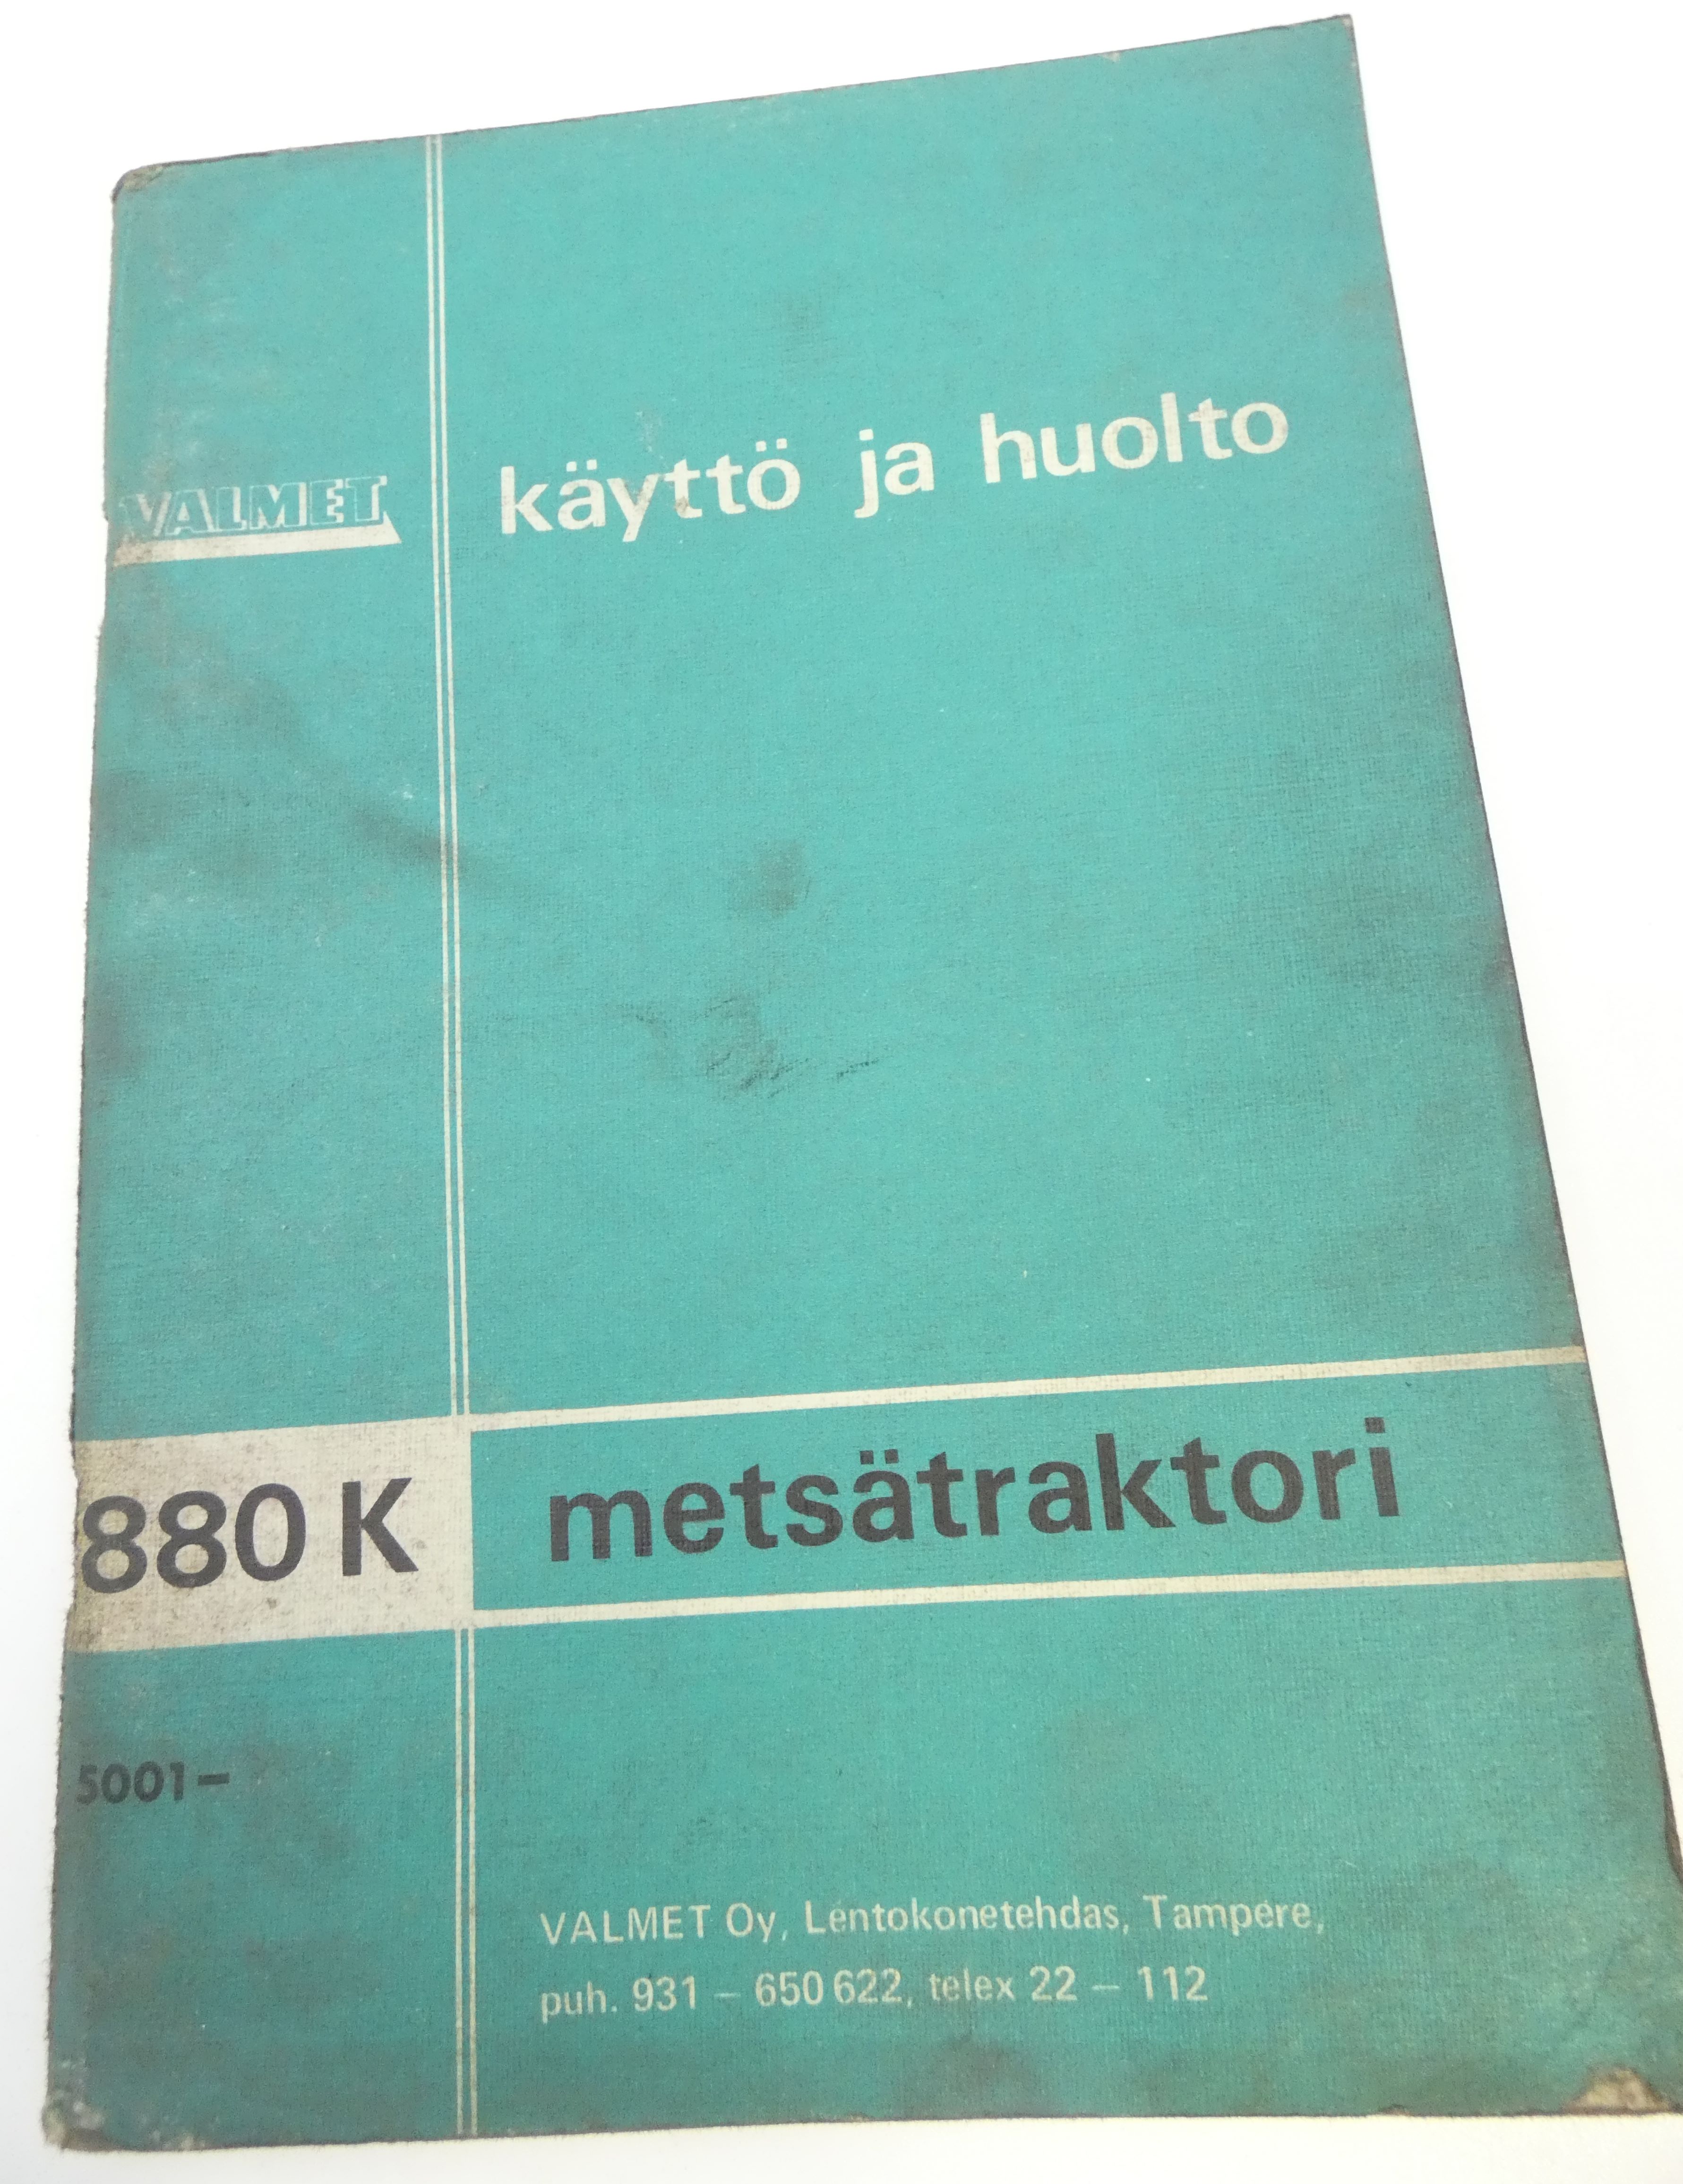 VALMET
käyttö ja huolto
880 K
metsätraktori
5001-
VALMET Oy, Lentokonetehdas, Tampere,
puh. 931 - 650 622, telex 22 - 112